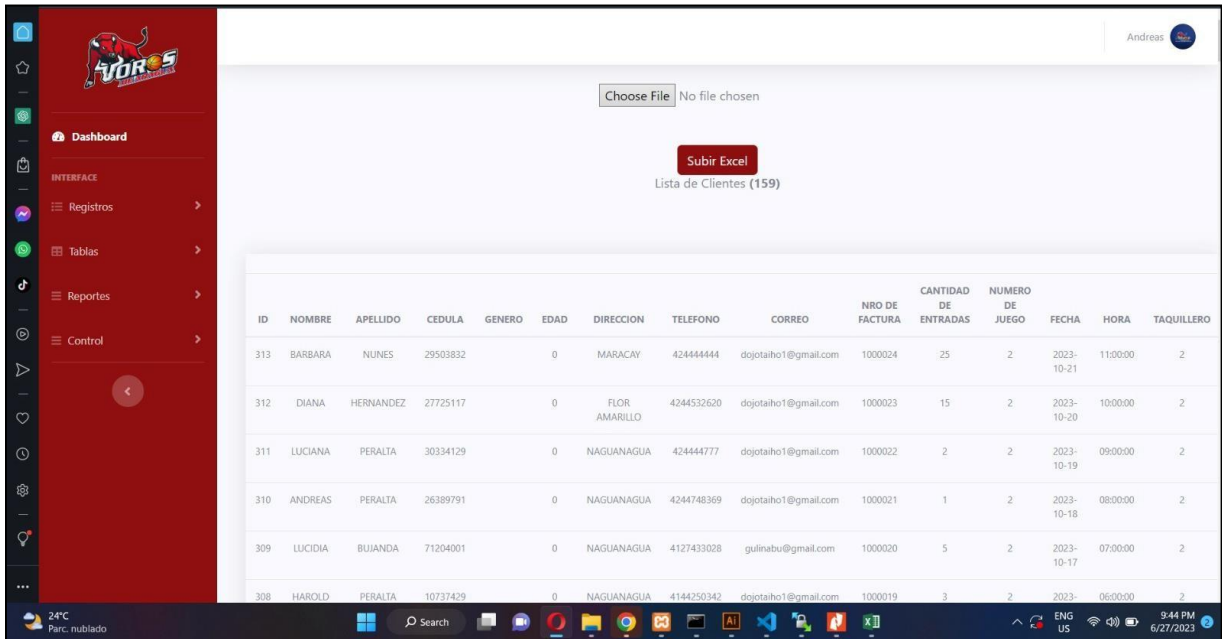 VOROS
Andreas
Choose File No file chosen
Dashboard
Subir Excel
Lista de Clientes (159)
INTERFACE
Registros
Tablas
Reportes
Control
ID NOMBRE APELLIDO CEDULA GENERO EDAD DIRECCION TELEFONO CORREO NRO DE FACTURA CANTIDAD DE ENTRADAS NUMERO DE JUEGO FECHA HORA TAQUILLERO
313 BARBARA NUNES 29503832 0 MARACAY 424444444 dojotaiho1@gmail.com 1000024 25 2 2023-10-21 11:00:00 2
312 DIANA HERNANDEZ 27725117 0 FLOR AMARILLO 4244532620 dojotaiho1@gmail.com 1000023 15 2 2023-10-20 10:00:00 2
311 LUCIANA PERALTA 30334129 0 NAGUANAGUA 424444777 dojotaiho1@gmail.com 1000022 2 2 2023-10-19 09:00:00 2
310 ANDREAS PERALTA 26389791 0 NAGUANAGUA 4244748369 dojotaiho1@gmail.com 1000021 1 2 2023-10-18 08:00:00 2
309 LUCIDIA BUJANDA 71204001 0 NAGUANAGUA 4127433028 gulinabu@gmail.com 1000020 5 2 2023-10-17 07:00:00 2
308 HAROLD PERALTA 10737429 0 NAGUANAGUA 4144250342 dojotaiho1@gmail.com 1000019 3 2 2023- 06:00:00 2
24°C
Parc. nublado
Search
Ai
ENG
US
9:44 PM
6/27/2023
2